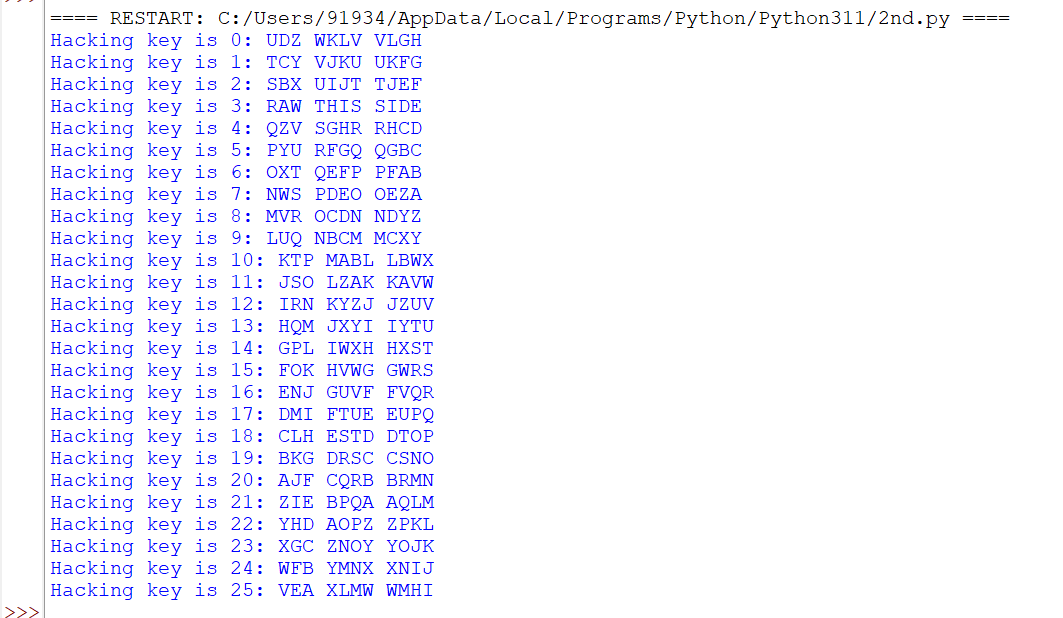 >>>
==== RESTART: C:/Users/91934/AppData/Local/Programs/Python/Python311/2nd.py ====
Hacking key is 0: UDZ WKLV VLGH
Hacking key is 1: TCY VJKU UKFG
Hacking key is 2: SBX UIJT TJEF
Hacking key is 3: RAW THIS SIDE
Hacking key is 4: QZV SGHR RHCD
Hacking key is 5: PYU RFGQ QGBC
Hacking key is 6: OXT QEFP PFAB
Hacking key is 7: NWS PDEO OEZA
Hacking key is 8: MVR OCDN NDYZ
Hacking key is 9: LUQ NBCM MCXY
Hacking key is 10: KTP MABL LBWX
Hacking key is 11: JSO LZAK KAVW
Hacking key is 12: IRN KYZJ JZUV
Hacking key is 13: HQM JXYI IYTU
Hacking key is 14: GPL IWXH HXST
Hacking key is 15: FOK HVWG GWRS
Hacking key is 16: ENJ GUVF FVQR
Hacking key is 17: DMI FTUE EUPQ
Hacking key is 18: CLH ESTD DTOP
Hacking key is 19: BKG DRSC CSNO
Hacking key is 20: AJF CQRB BRMN
Hacking key is 21: ZIE BPQA AQLM
Hacking key is 22: YHD AOPZ ZPKL
Hacking key is 23: XGC ZNOY YOJK
Hacking key is 24: WFB YMNX XNIJ
Hacking key is 25: VEA XLMW WMHI
>>>